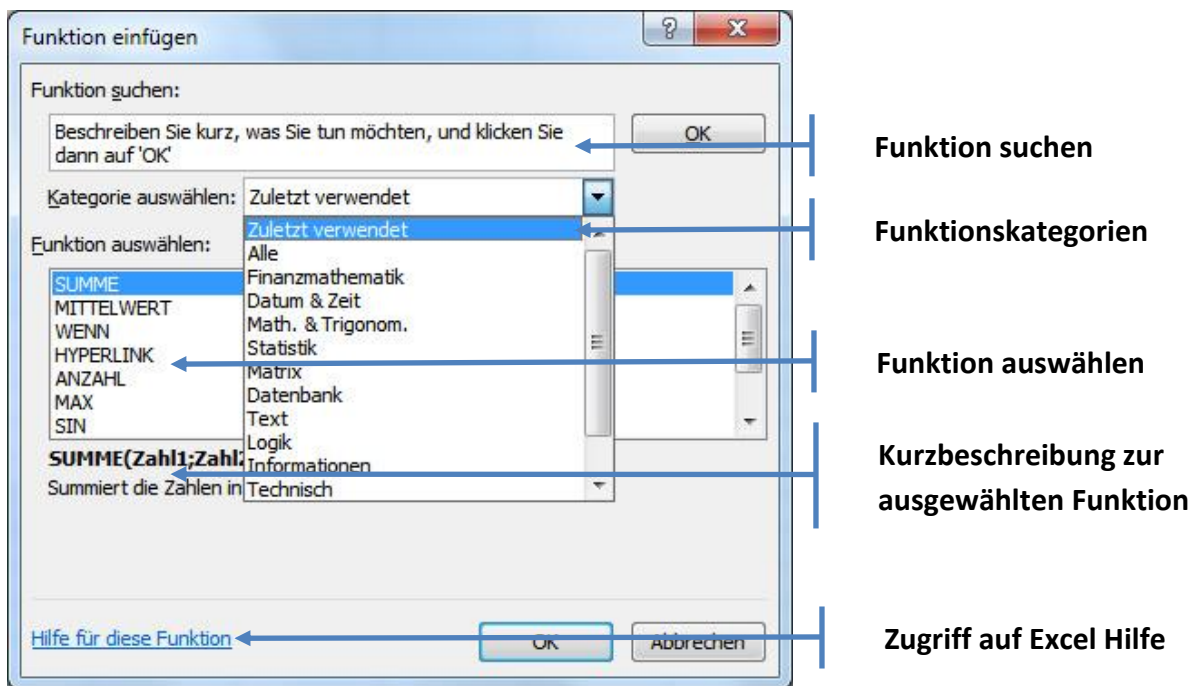 Funktion einfügen
Funktion suchen:
Beschreiben Sie kurz, was Sie tun möchten, und klicken Sie
dann auf 'OK'
OK
Funktion suchen
Kategorie auswählen:
Zuletzt verwendet
Funktionskategorien
Funktion auswählen:
Zuletzt verwendet
Alle
Finanzmathematik
Datum & Zeit
Math. & Trigonom.
Statistik
Matrix
Datenbank
Text
Logik
Informationen
Technisch
SUMME
MITTELWERT
WENN
HYPERLINK
ANZAHL
MAX
SIN
Funktion auswählen
SUMME(Zahl1;Zahl2
Summiert die Zahlen in
Kurzbeschreibung zur
ausgewählten Funktion
Hilfe für diese Funktion
OK
Abbrechen
Zugriff auf Excel Hilfe